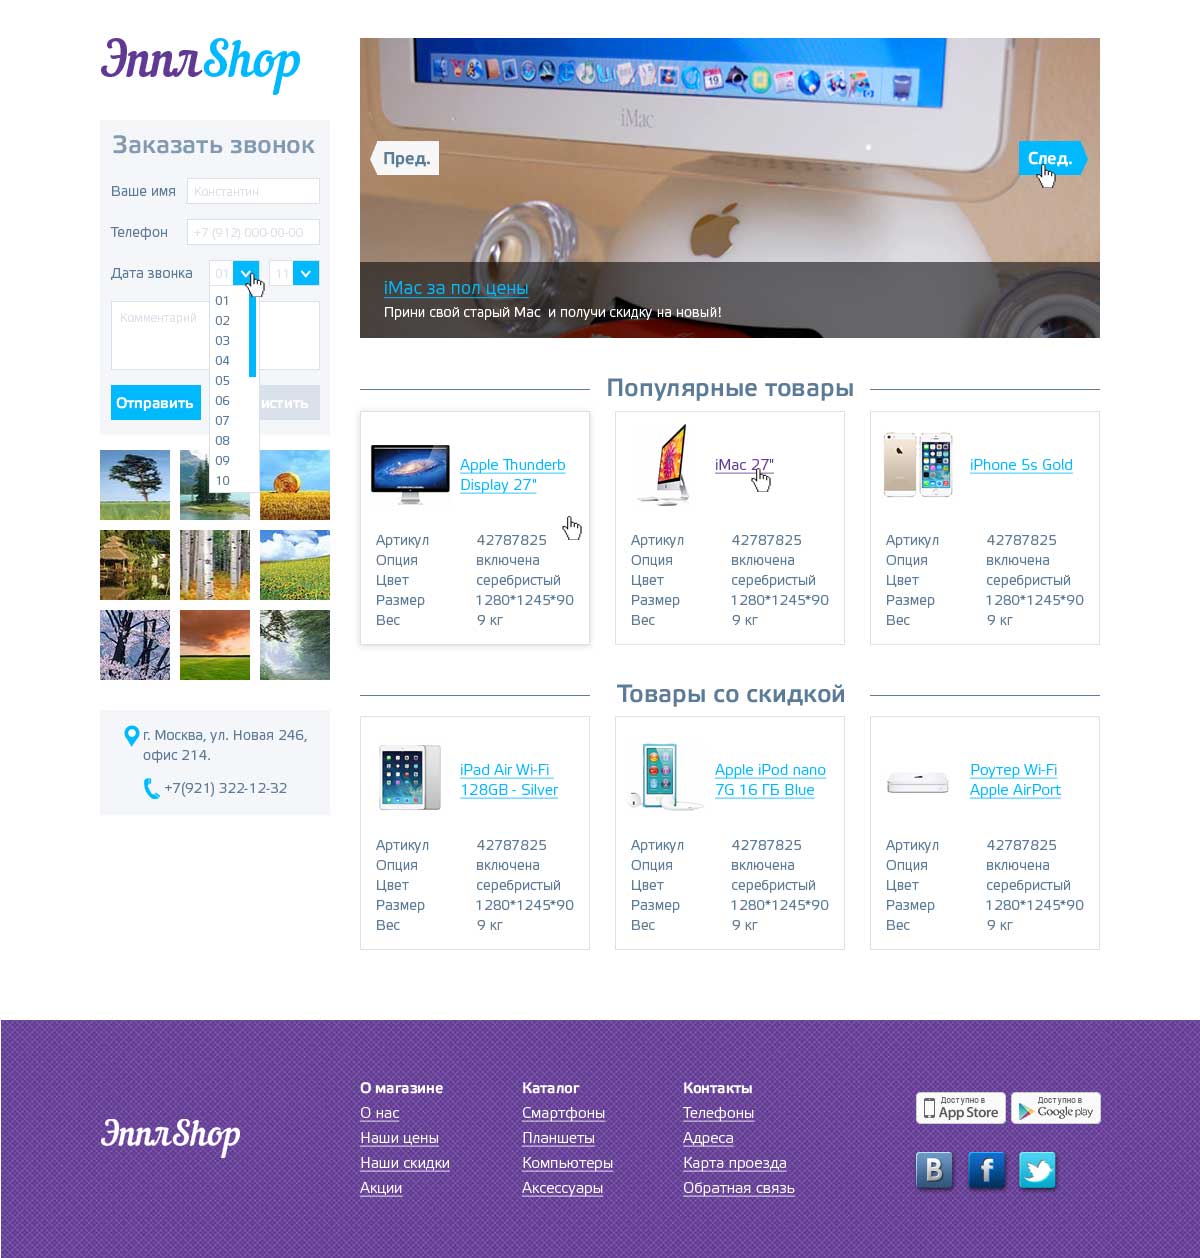 ЭпплShop
Заказать звонок
Ваше имя Константин
Телефон +7 (912) 000-00-00
Дата звонка 01 11
01
02
03
04
05
06
07
08
09
10
Комментарий
Отправить истить
г. Москва, ул. Новая 246,
офис 214.
+7(921) 322-12-32
iMac
19
Пред.
След.
iMac за пол цены
Прини свой старый Mac и получи скидку на новый!
Популярные товары
Apple Thunderb
Display 27"
Артикул 42787825
Опция включена
Цвет серебристый
Размер 1280*1245*90
Вес 9 кг
iMac 27"
Артикул 42787825
Опция включена
Цвет серебристый
Размер 1280*1245*90
Вес 9 кг
iPhone 5s Gold
Артикул 42787825
Опция включена
Цвет серебристый
Размер 1280*1245*90
Вес 9 кг
Товары со скидкой
iPad Air Wi-Fi
128GB - Silver
Артикул 42787825
Опция включена
Цвет серебристый
Размер 1280*1245*90
Вес 9 кг
Apple iPod nano
7G 16 ГБ Blue
Артикул 42787825
Опция включена
Цвет серебристый
Размер 1280*1245*90
Вес 9 кг
Роутер Wi-Fi
Apple AirPort
Артикул 42787825
Опция включена
Цвет серебристый
Размер 1280*1245*90
Вес 9 кг
ЭпплShop
О магазине
О нас
Наши цены
Наши скидки
Акции
Каталог
Смартфоны
Планшеты
Компьютеры
Аксессуары
Контакты
Телефоны
Адреса
Карта проезда
Обратная связь
Доступно в
App Store
Доступно в
Google play
B
f